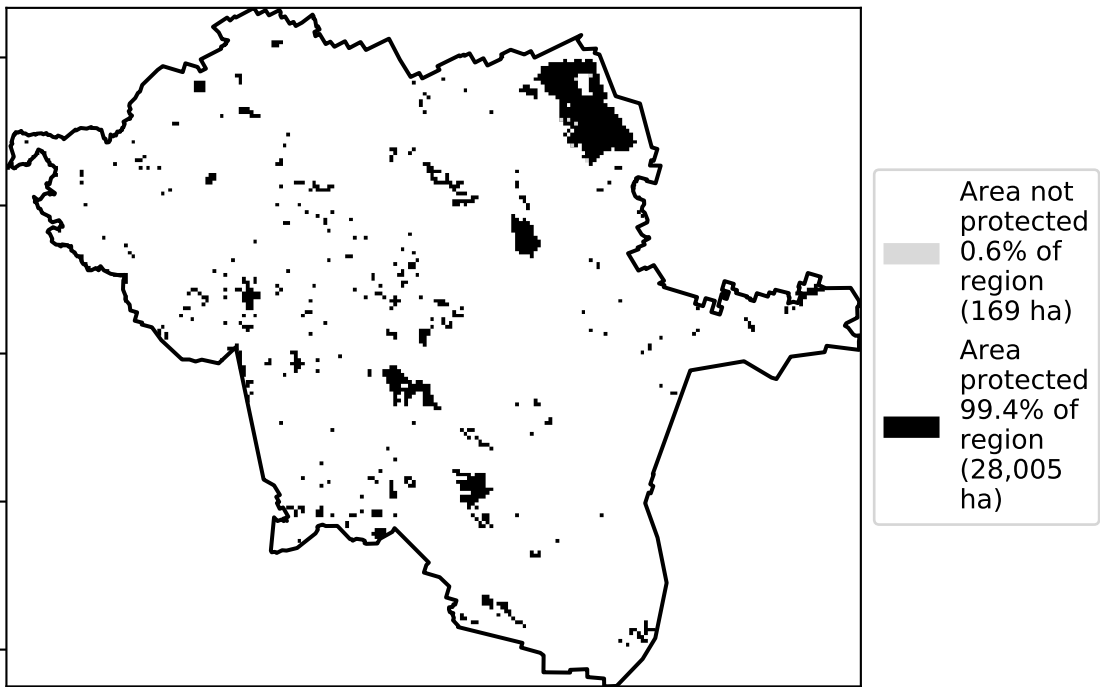 Area not
protected
0.6% of
region
(169 ha)
Area
protected
99.4% of
region
(28,005
ha)